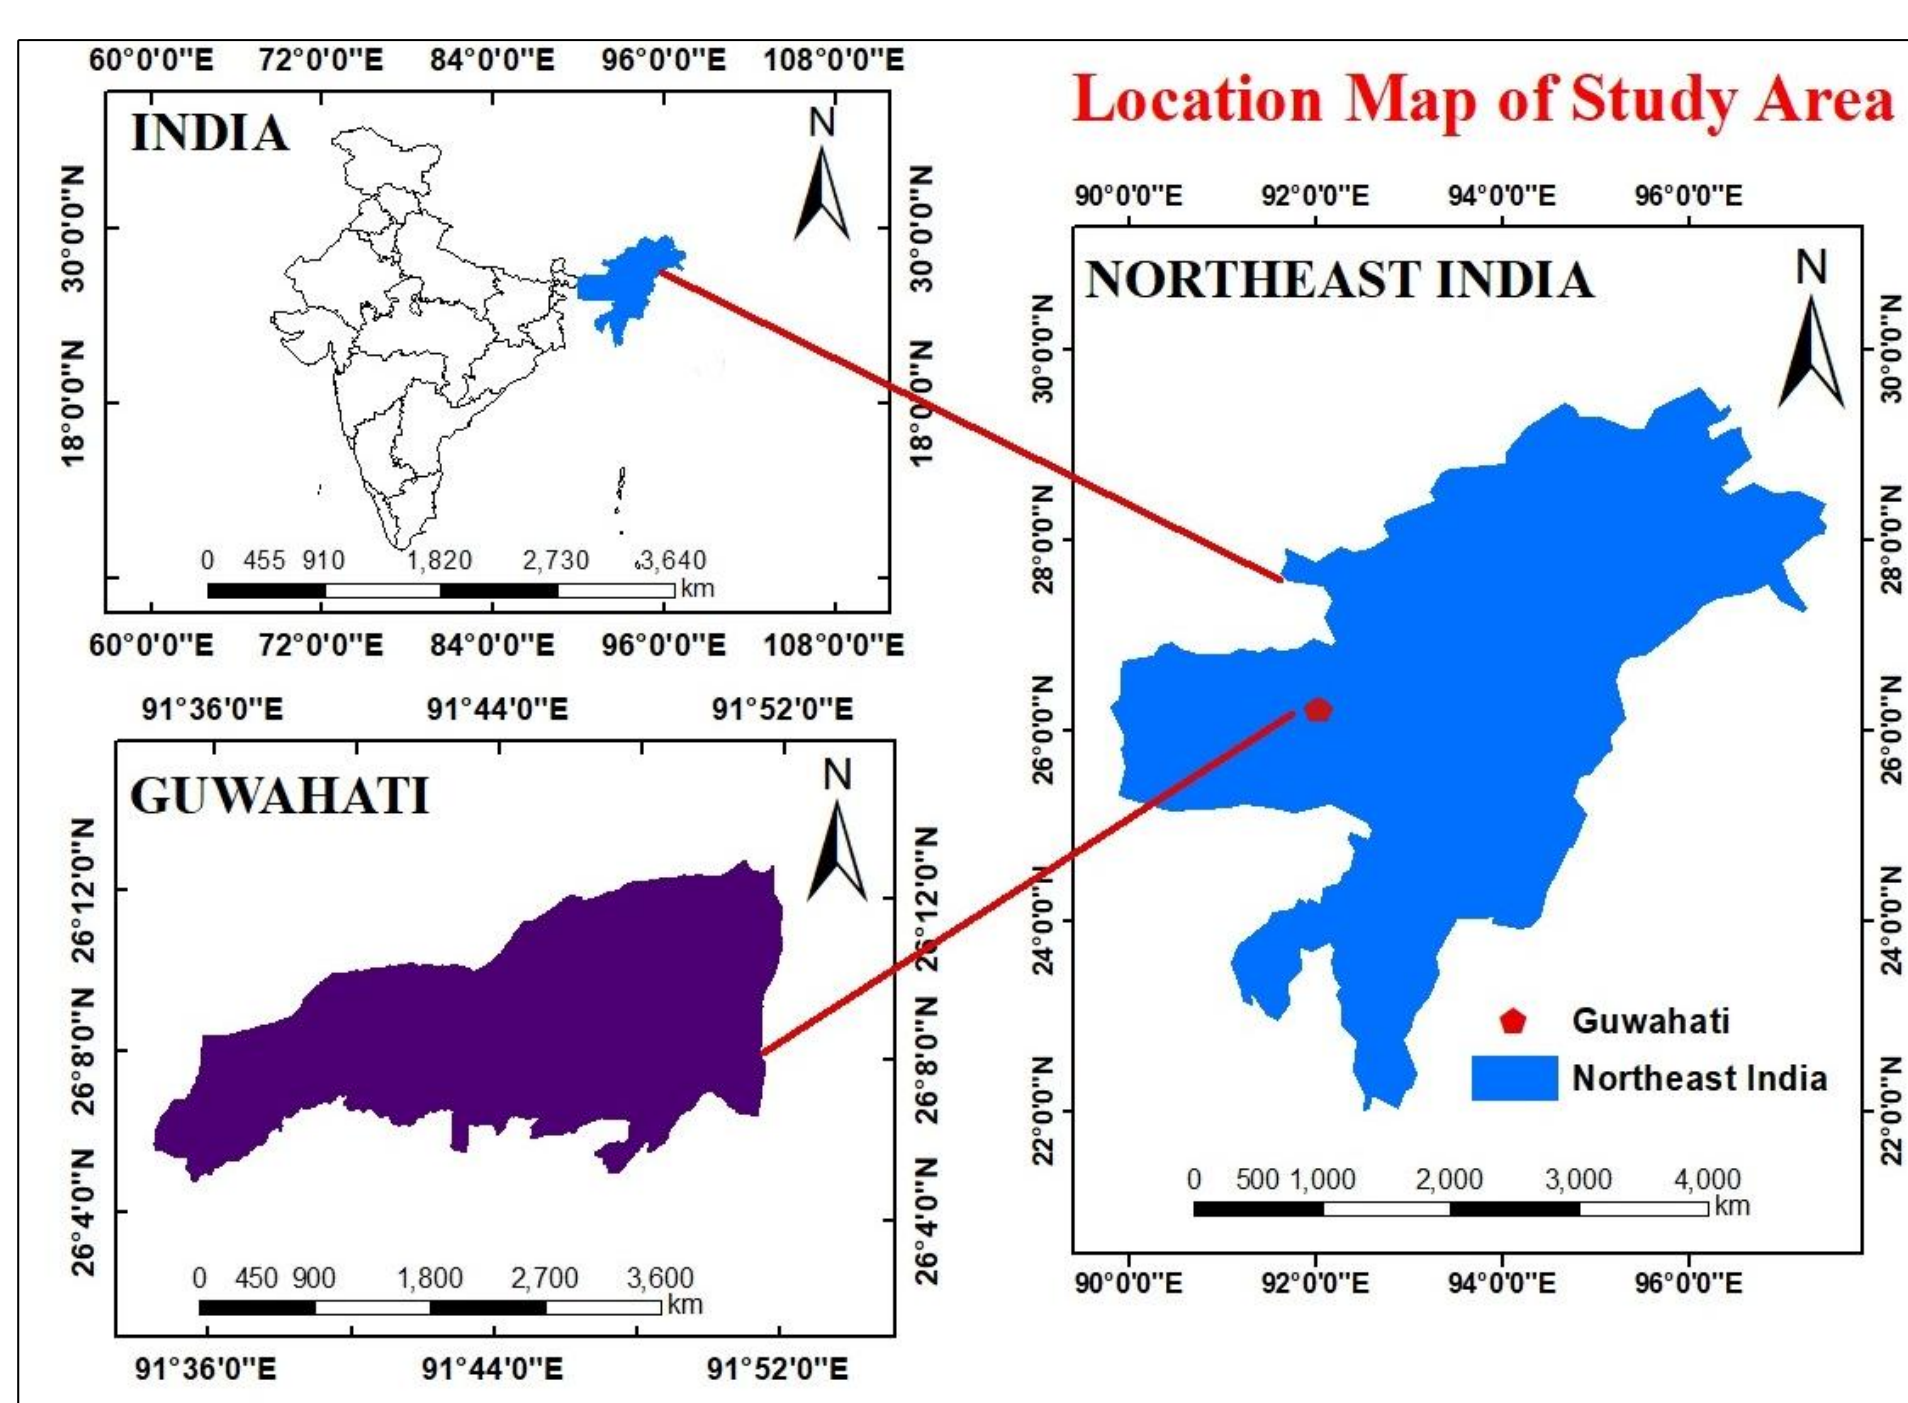 60°0'0"E 72°0'0"E 84°0'0"E 96°0'0"E 108°0'0"E
INDIA
N
30°0'0"N
18°0'0"N
30°0'0"N
18°0'0"N
0 455 910 1,820 2,730 3,640
km
60°0'0"E 72°0'0"E 84°0'0"E 96°0'0"E 108°0'0"E
Location Map of Study Area
90°0'0"E 92°0'0"E 94°0'0"E 96°0'0"E
NORTHEAST INDIA
N
30°0'0"N
28°0'0"N
26°0'0"N
24°0'0"N
22°0'0"N
30°0'0"N
28°0'0"N
26°0'0"N
24°0'0"N
22°0'0"N
Guwahati
Northeast India
0 500 1,000 2,000 3,000 4,000
km
90°0'0"E 92°0'0"E 94°0'0"E 96°0'0"E
91°36'0"E 91°44'0"E 91°52'0"E
GUWAHATI
N
26°12'0"N
26°8'0"N
26°4'0"N
26°12'0"N
26°8'0"N
26°4'0"N
0 450 900 1,800 2,700 3,600
km
91°36'0"E 91°44'0"E 91°52'0"E